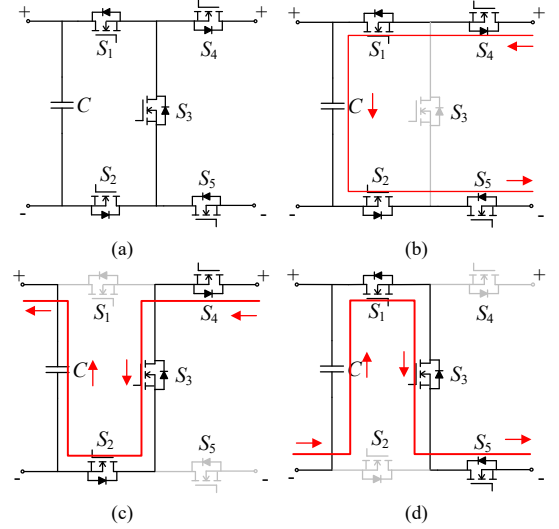 + + + +
S1 S4 S1 S4
C S3 C S3
S2 S5 S2 S5
- - - -
(a) (b)
+ + + +
S1 S4 S1 S4
C S3 C S3
S2 S5 S2 S5
- - - -
(c) (d)